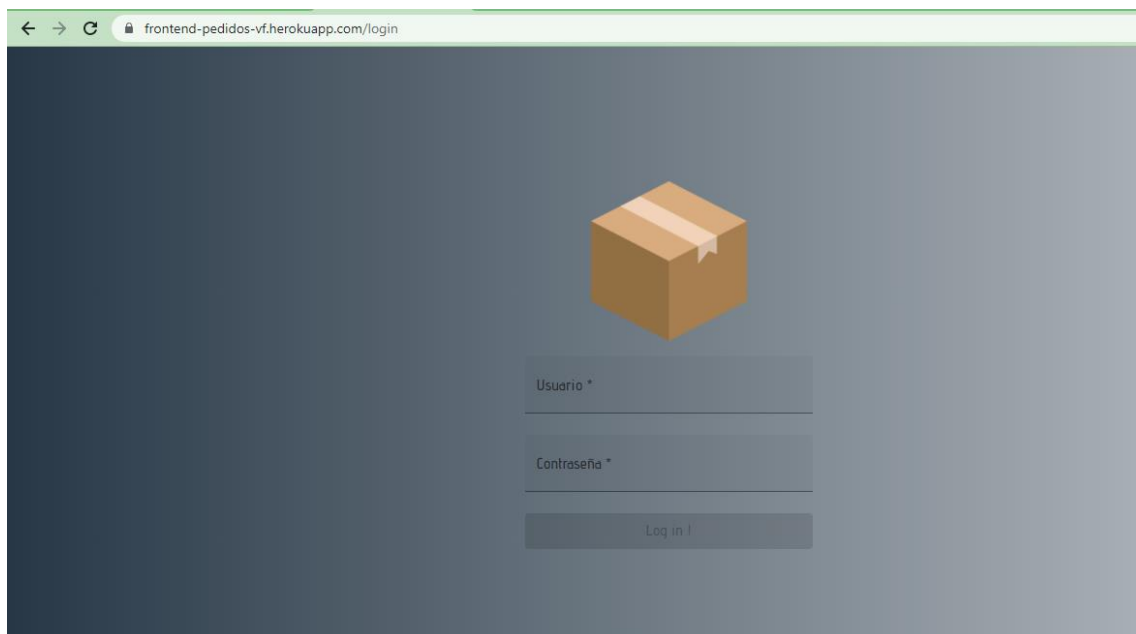 frontend-pedidos-vf.herokuapp.com/login
Usuario *
Contraseña *
Log in !